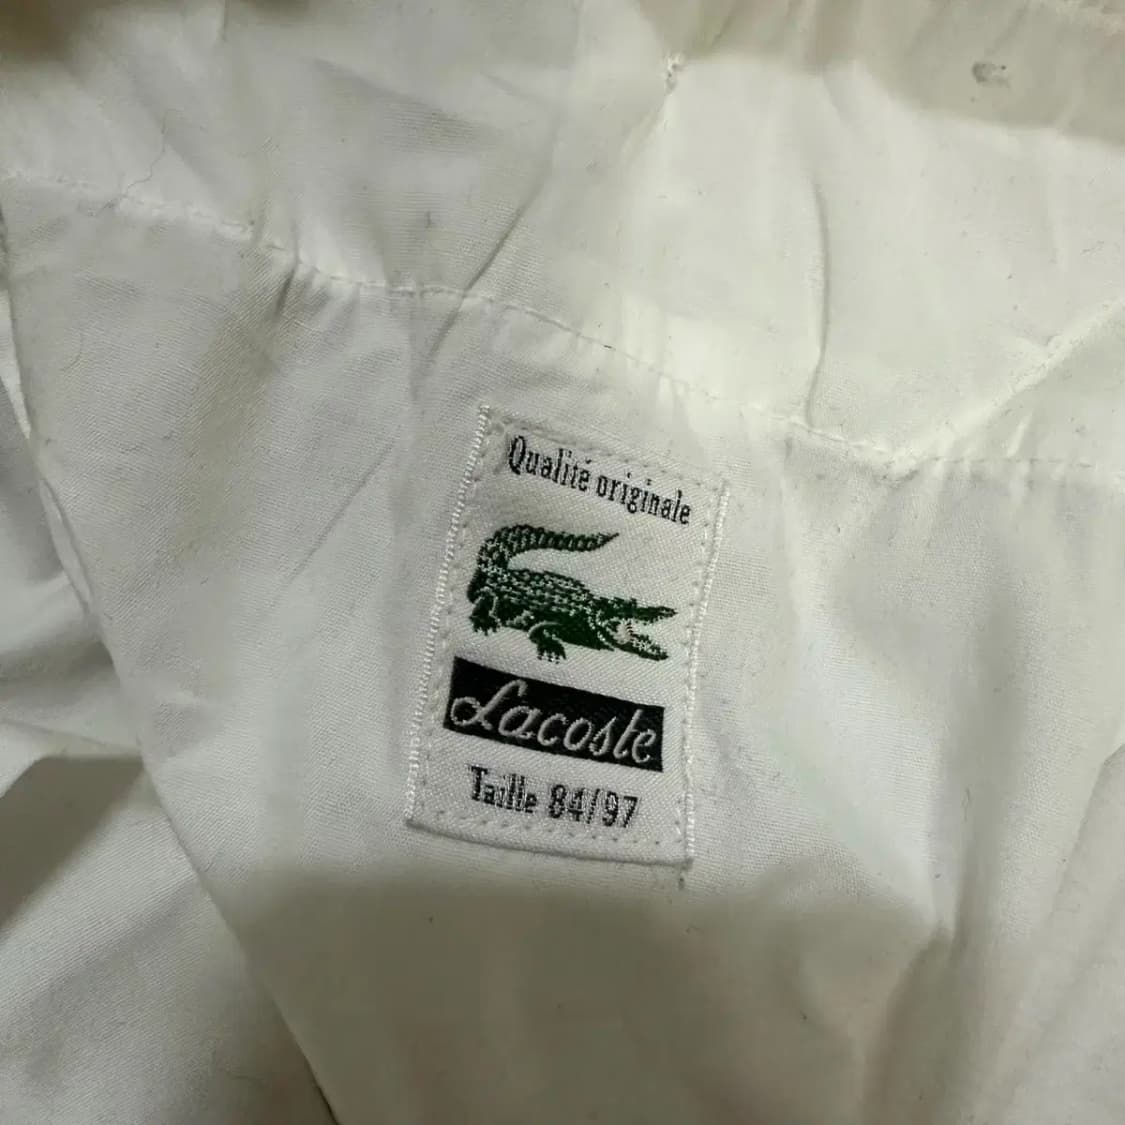 Qualité originale
Lacoste
Taille 84/97